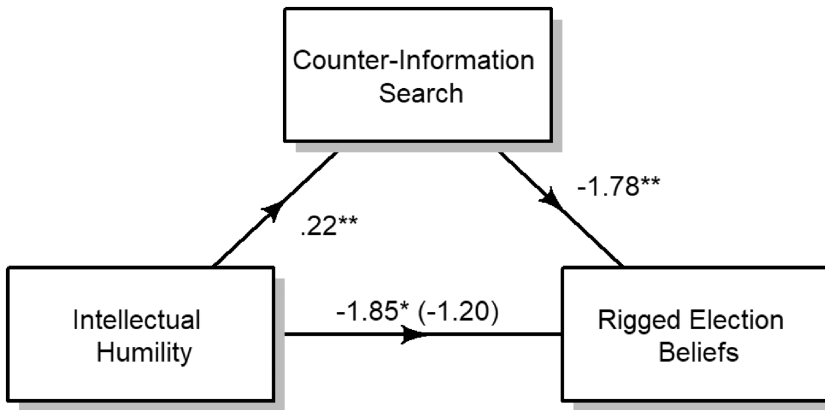 Counter-Information
Search
.22**
-1.78**
Intellectual
Humility
-1.85* (-1.20)
Rigged Election
Beliefs